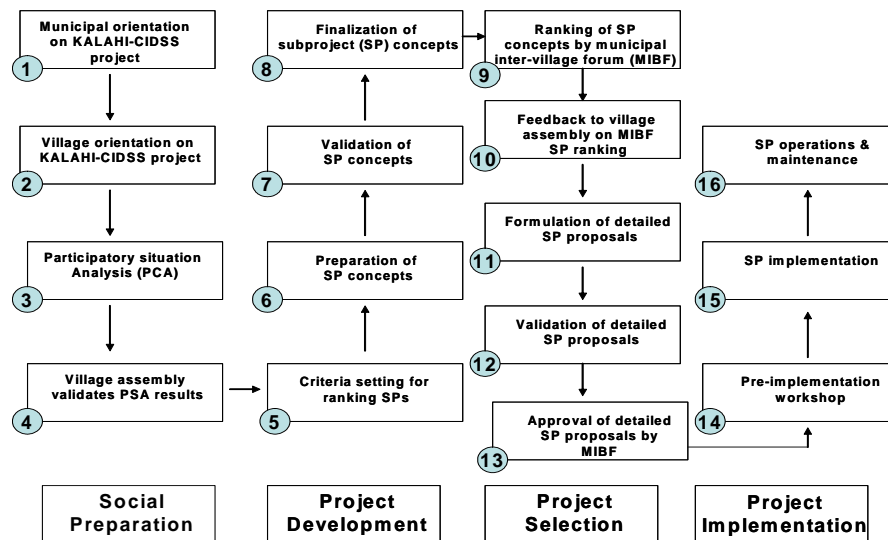 Municipal orientation
on KALAHI-CIDSS
project
1
Village orientation on
KALAHI-CIDSS project
2
Participatory situation
Analysis (PCA)
3
Village assembly
validates PSA results
4
Social
Preparation
Finalization of
subproject (SP) concepts
8
Validation of
SP concepts
7
Preparation of
SP concepts
6
Criteria setting for
ranking SPs
5
Project
Development
Ranking of SP
concepts by municipal
inter-village forum (MIBF)
9
Feedback to village
assembly on MIBF
SP ranking
10
Formulation of detailed
SP proposals
11
Validation of detailed
SP proposals
12
Approval of detailed
SP proposals by
MIBF
13
Project
Selection
SP operations &
maintenance
16
SP implementation
15
Pre-implementation
workshop
14
Project
Implementation